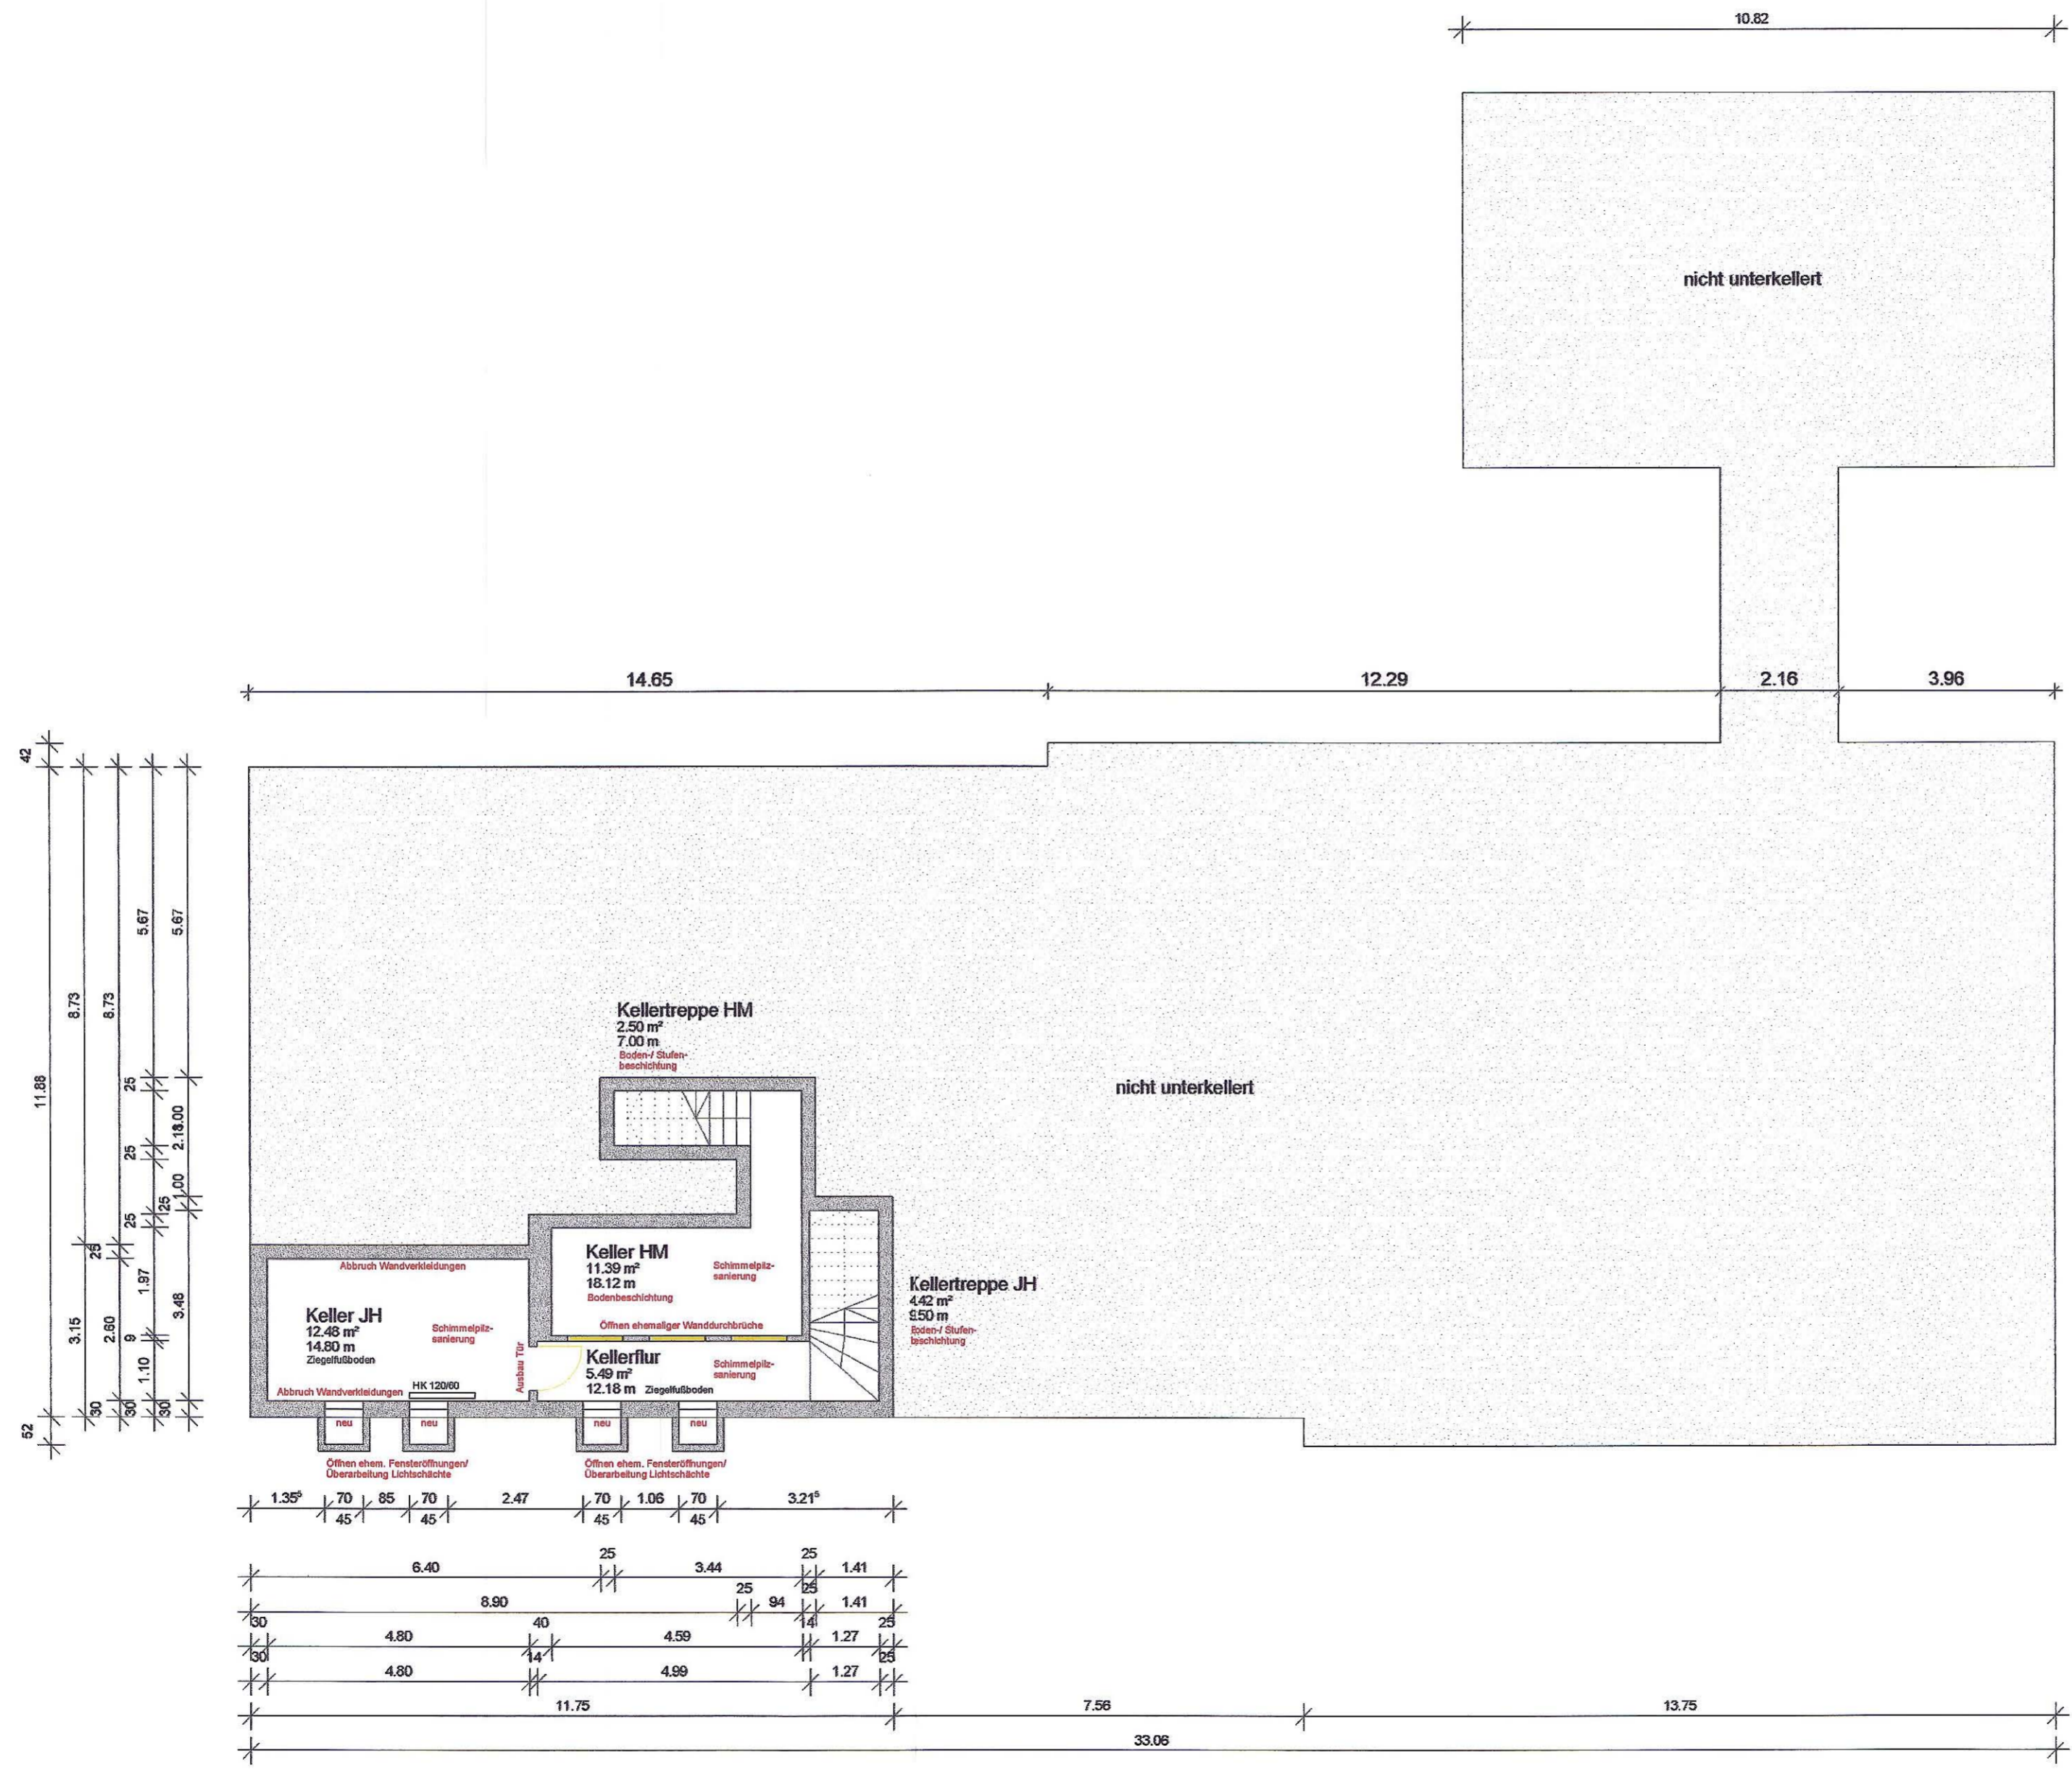 10.82
nicht unterkellert
14.65
12.29
2.16
3.96
42
11.88
52
8.73
3.15
30
8.73
25
2.60
30
5.67
25
25
25
1.97
9
1.10
30
5.67
1.00
25
3.48
Kellertreppe HM
2.50 m²
7.00 m
Boden-/ Stufen-
beschichtung
nicht unterkellert
Keller HM
11.39 m²
18.12 m
Bodenbeschichtung
Schimmelpilz-
sanierung
Öffnen ehemaliger Wanddurchbrüche
Kellertreppe JH
4.42 m²
9.50 m
Boden-/ Stufen-
beschichtung
Abbruch Wandverkleidungen
Keller JH
12.48 m²
14.80 m
Ziegelfußboden
Schimmelpilz-
sanierung
Abbruch Wandverkleidungen
HK 120/60
Ausbau Tür
Kellerflur
5.49 m²
12.18 m Ziegelfußboden
Schimmelpilz-
sanierung
neu
neu
neu
neu
Öffnen ehem. Fensteröffnungen/
Überarbeitung Lichtschächte
Öffnen ehem. Fensteröffnungen/
Überarbeitung Lichtschächte
1.35⁵ 70 85 70 2.47 70 1.06 70 3.21⁵
45 45 45 45
25 25
6.40 3.44 1.41
25 25
8.90 94 1.41
30 40 14 25
4.80 4.59 1.27
30 14 25
4.80 4.99 1.27
11.75 7.56 13.75
33.06